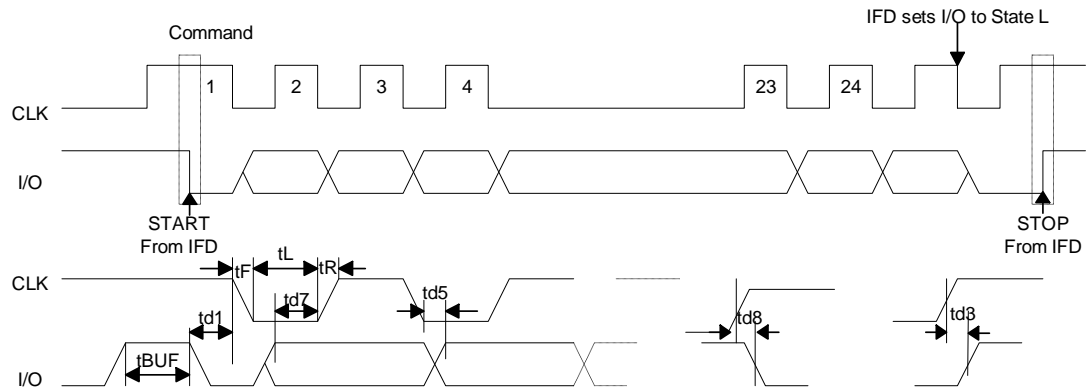 IFD sets I/O to State L
Command
1 2 3 4 23 24
CLK
I/O
START
From IFD
STOP
From IFD
tL
CLK
tF tR
td5
td7
td1 td8 td3
tBUF
I/O